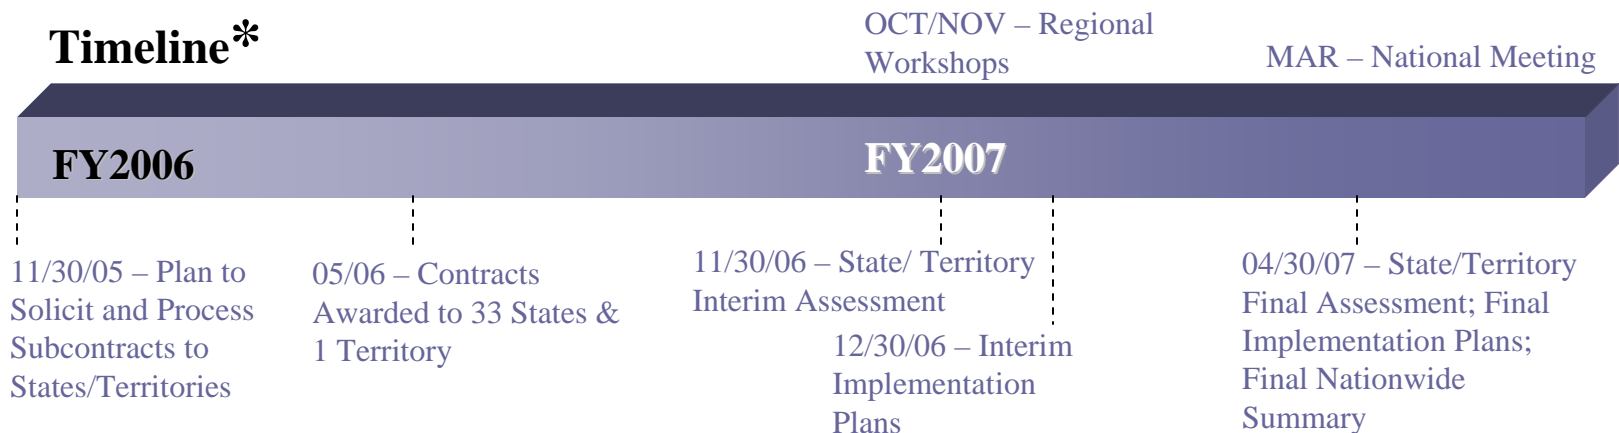 Timeline*
OCT/NOV – Regional
Workshops
MAR – National Meeting
FY2006
FY2007
11/30/05 – Plan to
Solicit and Process
Subcontracts to
States/Territories
05/06 – Contracts
Awarded to 33 States &
1 Territory
11/30/06 – State/ Territory
Interim Assessment
12/30/06 – Interim
Implementation
Plans
04/30/07 – State/Territory
Final Assessment; Final
Implementation Plans;
Final Nationwide
Summary